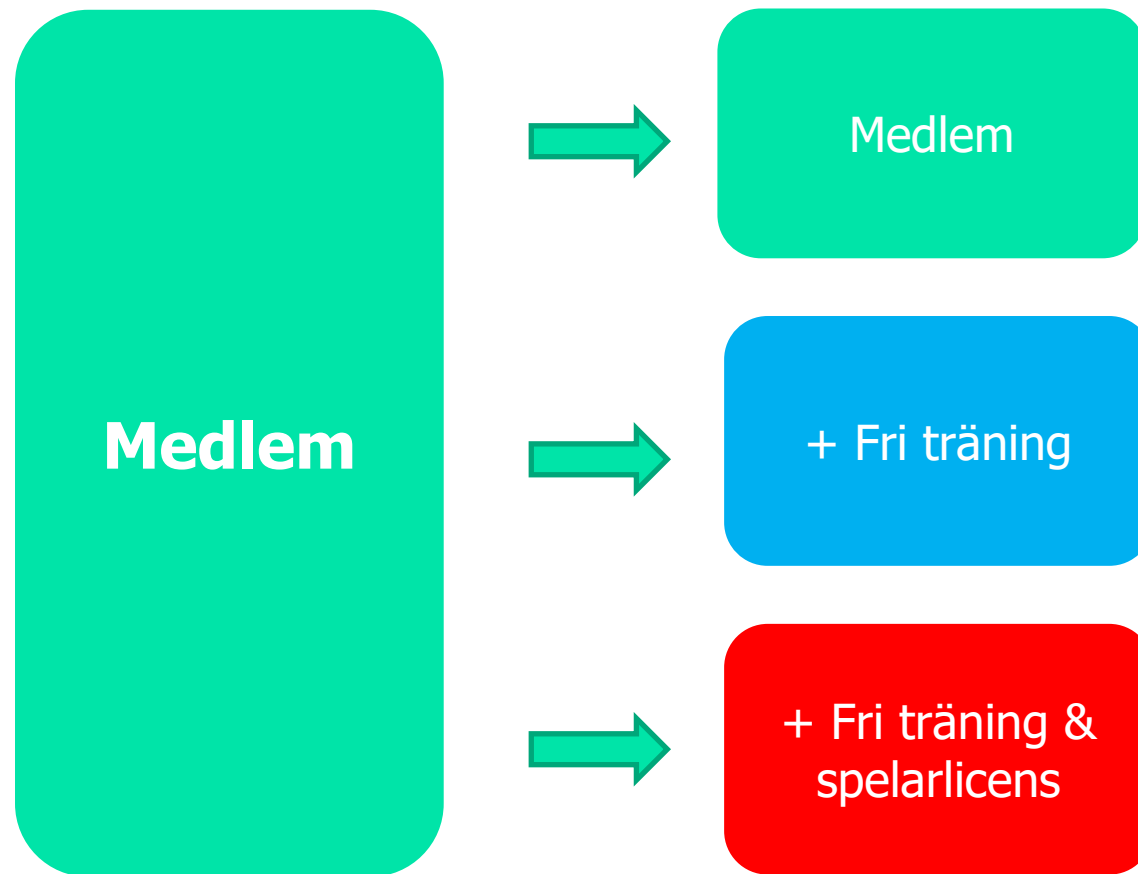 Medlem
Medlem
+ Fri träning
+ Fri träning &
spelarlicens